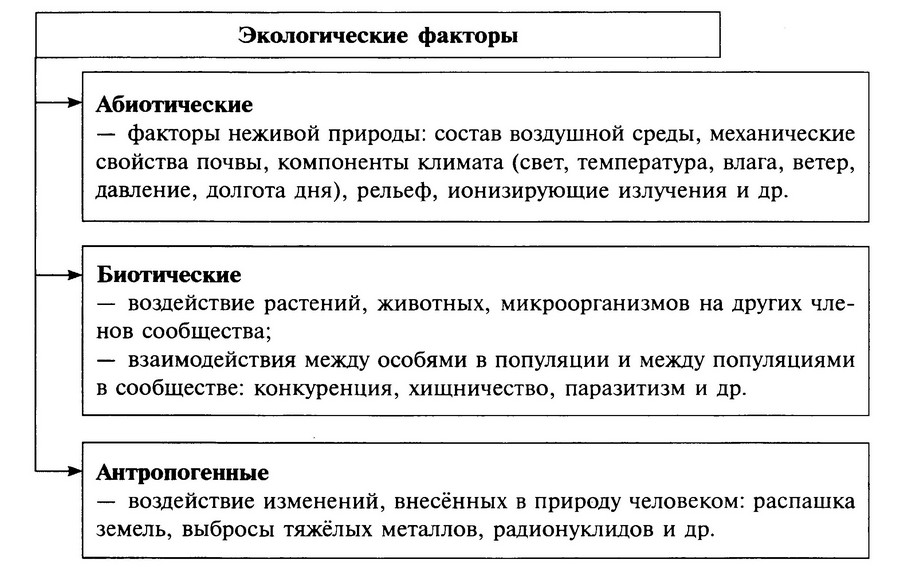 Экологические факторы
Абиотические
— факторы неживой природы: состав воздушной среды, механические
свойства почвы, компоненты климата (свет, температура, влага, ветер,
давление, долгота дня), рельеф, ионизирующие излучения и др.
Биотические
— воздействие растений, животных, микроорганизмов на других чле-
нов сообщества;
— взаимодействия между особями в популяции и между популяциями
в сообществе: конкуренция, хищничество, паразитизм и др.
Антропогенные
— воздействие изменений, внесённых в природу человеком: распашка
земель, выбросы тяжёлых металлов, радионуклидов и др.